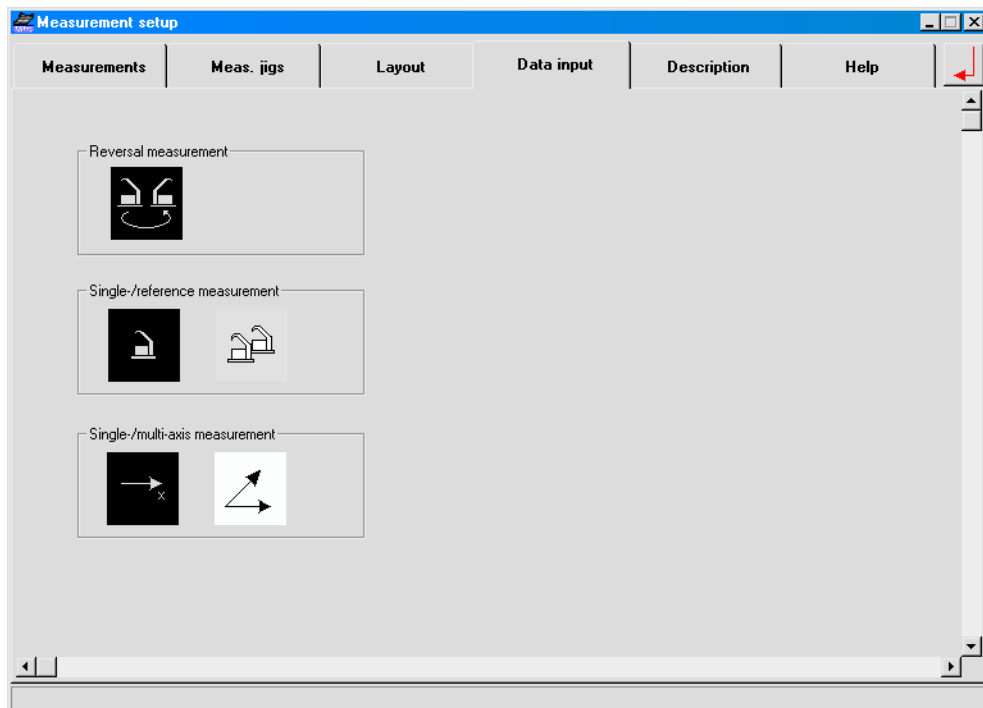 Measurement setup
Measurements
Meas. jigs
Layout
Data input
Description
Help
Reversal measurement
Single-/reference measurement
Single-/multi-axis measurement
x